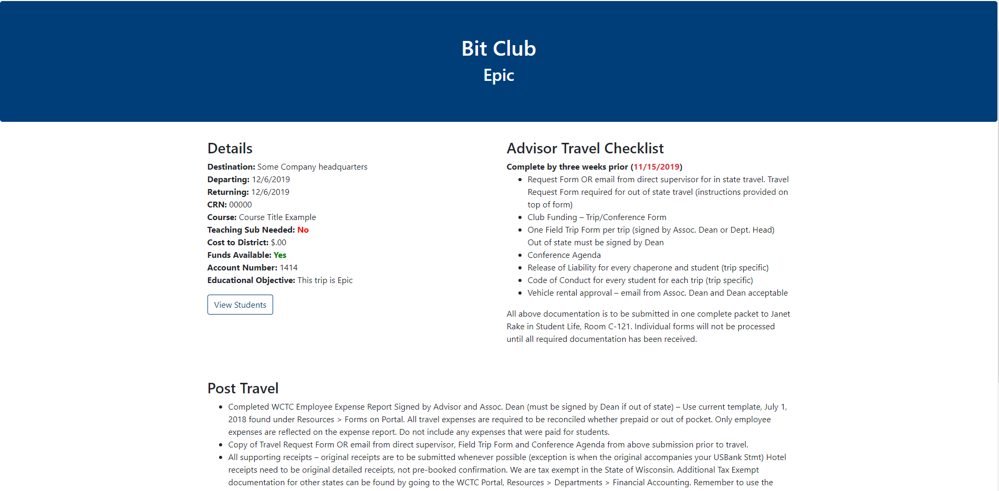 Bit Club
Epic
Details
Destination: Some Company headquarters
Departing: 12/6/2019
Returning: 12/6/2019
CRN: 00000
Course: Course Title Example
Teaching Sub Needed: No
Cost to District: $.00
Funds Available: Yes
Account Number: 1414
Educational Objective: This trip is Epic
View Students
Advisor Travel Checklist
Complete by three weeks prior (11/15/2019)
• Request Form OR email from direct supervisor for in state travel. Travel
Request Form required for out of state travel (instructions provided on
top of form)
• Club Funding – Trip/Conference Form
• One Field Trip Form per trip (signed by Assoc. Dean or Dept. Head)
Out of state must be signed by Dean
• Conference Agenda
• Release of Liability for every chaperone and student (trip specific)
• Code of Conduct for every student for each trip (trip specific)
• Vehicle rental approval – email from Assoc. Dean and Dean acceptable
All above documentation is to be submitted in one complete packet to Janet
Rake in Student Life, Room C-121. Individual forms will not be processed
until all required documentation has been received.
Post Travel
• Completed WCTC Employee Expense Report Signed by Advisor and Assoc. Dean (must be signed by Dean if out of state) – Use current template, July 1,
2018 found under Resources > Forms on Portal. All travel expenses are required to be reconciled whether prepaid or out of pocket. Only employee
expenses are reflected on the expense report. Do not include any expenses that were paid for students.
• Copy of Travel Request Form OR email from direct supervisor, Field Trip Form and Conference Agenda from above submission prior to travel.
• All supporting receipts – original receipts are to be submitted whenever possible (exception is when the original accompanies your USBank Stmt) Hotel
receipts need to be original detailed receipts, not pre-booked confirmation. We are tax exempt in the State of Wisconsin. Additional Tax Exempt
documentation for other states can be found by going to the WCTC Portal, Resources > Departments > Financial Accounting. Remember to use the